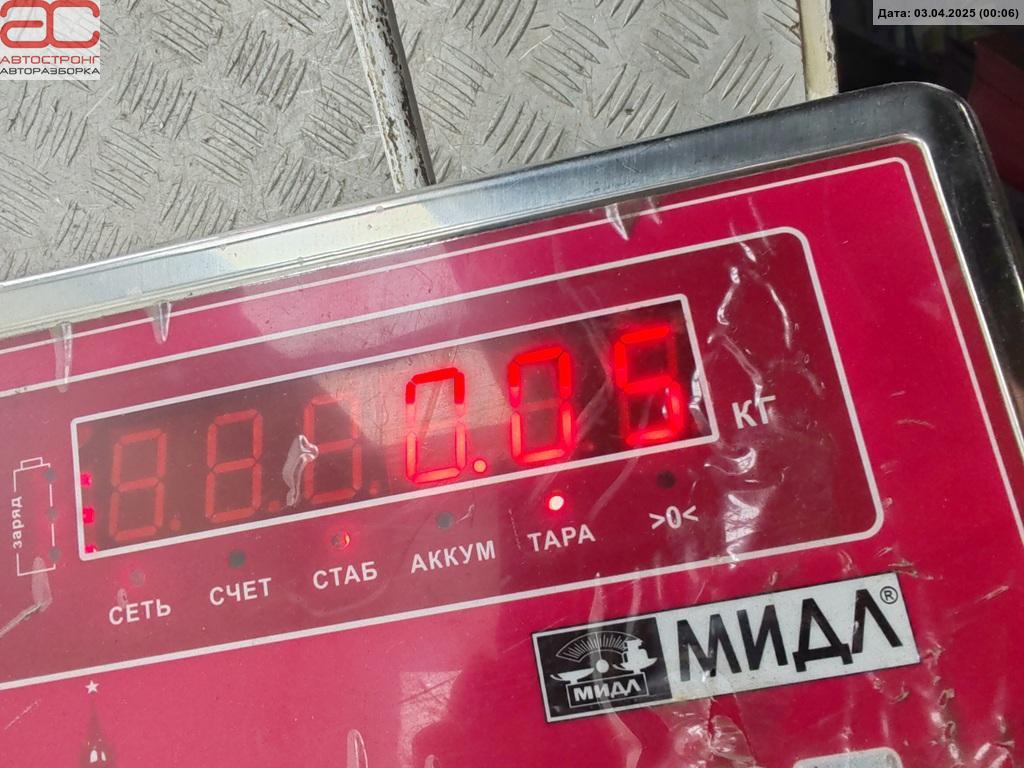 АС
АВТОСТРОНГ
АВТОРАЗБОРКА
Дата: 03.04.2025 (00:06)
0.05
КГ
заряд
СЕТЬ СЧЕТ СТАБ АККУМ ТАРА >0<
МИДЛ
МИДЛ®